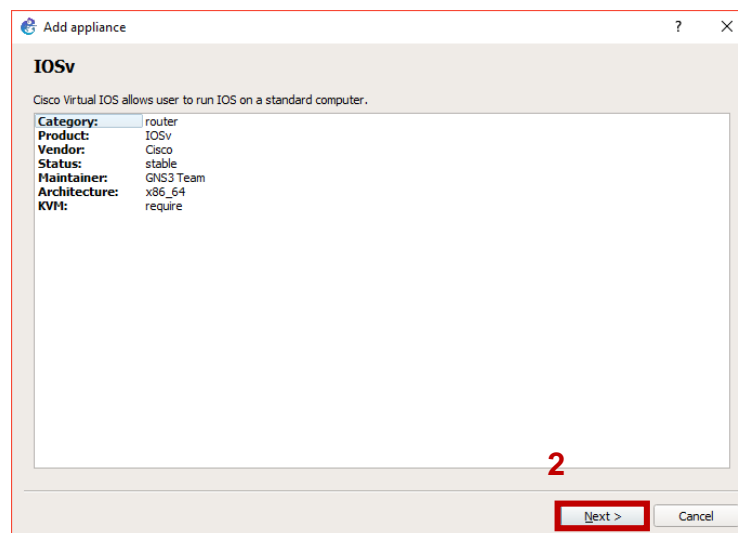 Add appliance ? X
IOSv
Cisco Virtual IOS allows user to run IOS on a standard computer.
Category: router
Product: IOSv
Vendor: Cisco
Status: stable
Maintainer: GNS3 Team
Architecture: x86_64
KVM: require
2
Next > Cancel